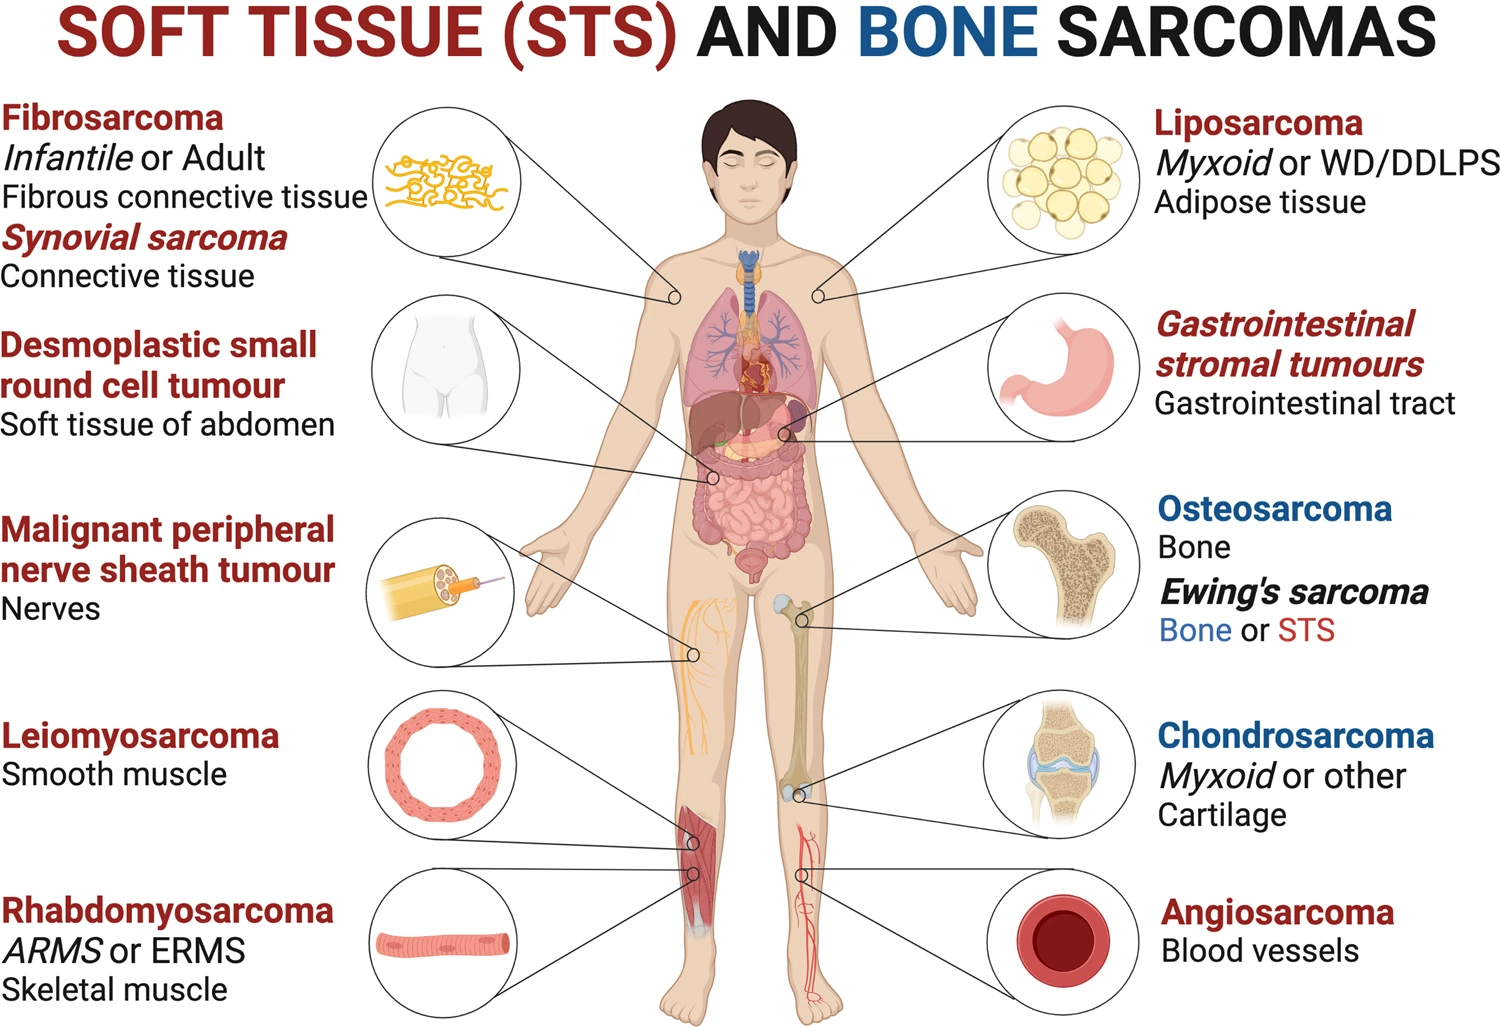 SOFT TISSUE (STS) AND BONE SARCOMAS
Fibrosarcoma
Infantile or Adult
Fibrous connective tissue
Synovial sarcoma
Connective tissue
Desmoplastic small
round cell tumour
Soft tissue of abdomen
Malignant peripheral
nerve sheath tumour
Nerves
Leiomyosarcoma
Smooth muscle
Rhabdomyosarcoma
ARMS or ERMS
Skeletal muscle
Liposarcoma
Myxoid or WD/DDLPS
Adipose tissue
Gastrointestinal
stromal tumours
Gastrointestinal tract
Osteosarcoma
Bone
Ewing's sarcoma
Bone or STS
Chondrosarcoma
Myxoid or other
Cartilage
Angiosarcoma
Blood vessels